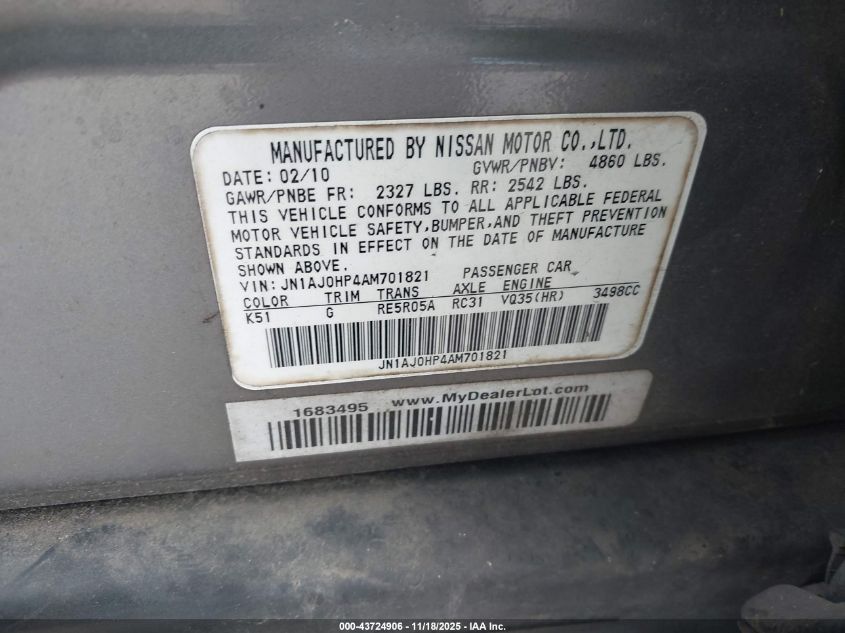 MANUFACTURED BY NISSAN MOTOR CO.,LTD.
DATE: 02/10 GVWR/PNBV: 4860 LBS.
GAWR/PNBE FR: 2327 LBS. RR: 2542 LBS.
THIS VEHICLE CONFORMS TO ALL APPLICABLE FEDERAL
MOTOR VEHICLE SAFETY,BUMPER,AND THEFT PREVENTION
STANDARDS IN EFFECT ON THE DATE OF MANUFACTURE
SHOWN ABOVE.
VIN: JN1AJ0HP4AM701821 PASSENGER CAR
COLOR TRIM TRANS AXLE ENGINE
K51 G RE5R05A RC31 VQ35(HR) 3498CC
JN1AJ0HP4AM701821
1683495 www.MyDealerLot.com
000-43724906 - 11/18/2025 - IAA Inc.